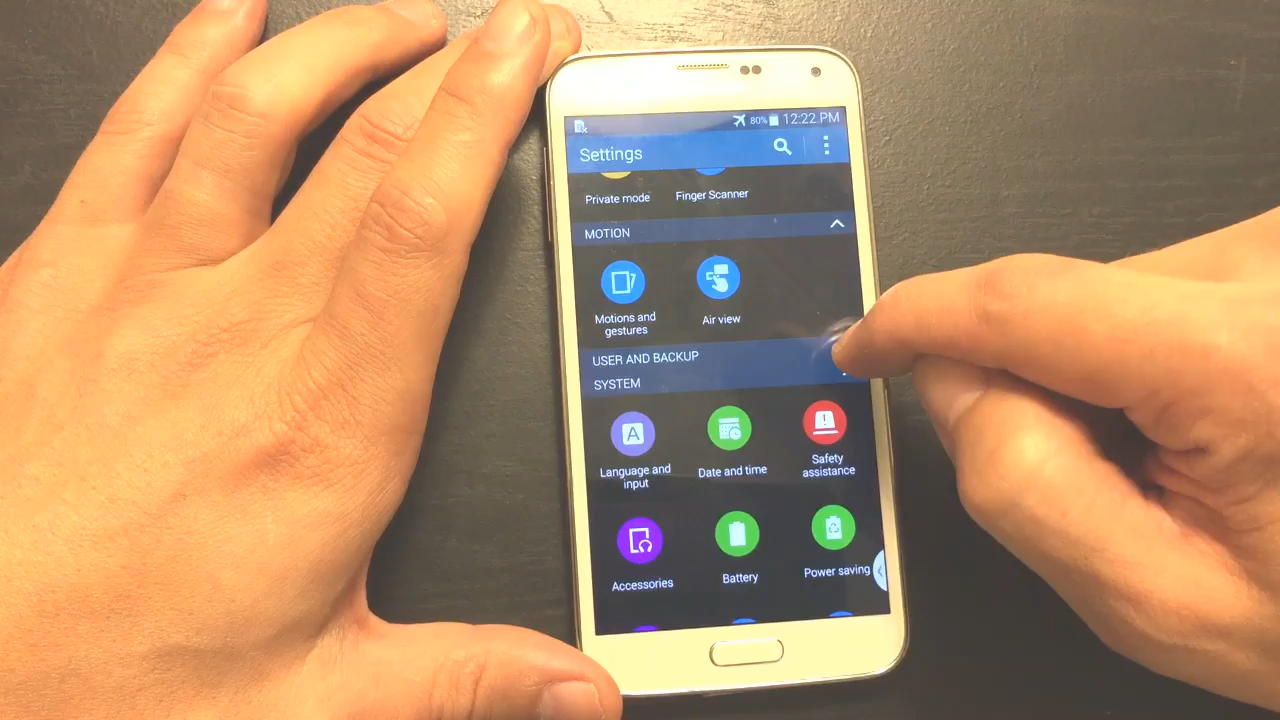 80% 12:22 PM
Settings
Private mode Finger Scanner
MOTION
Motions and
gestures
Air view
USER AND BACKUP
SYSTEM
Language and
input
Date and time
Safety
assistance
Accessories
Battery
Power saving